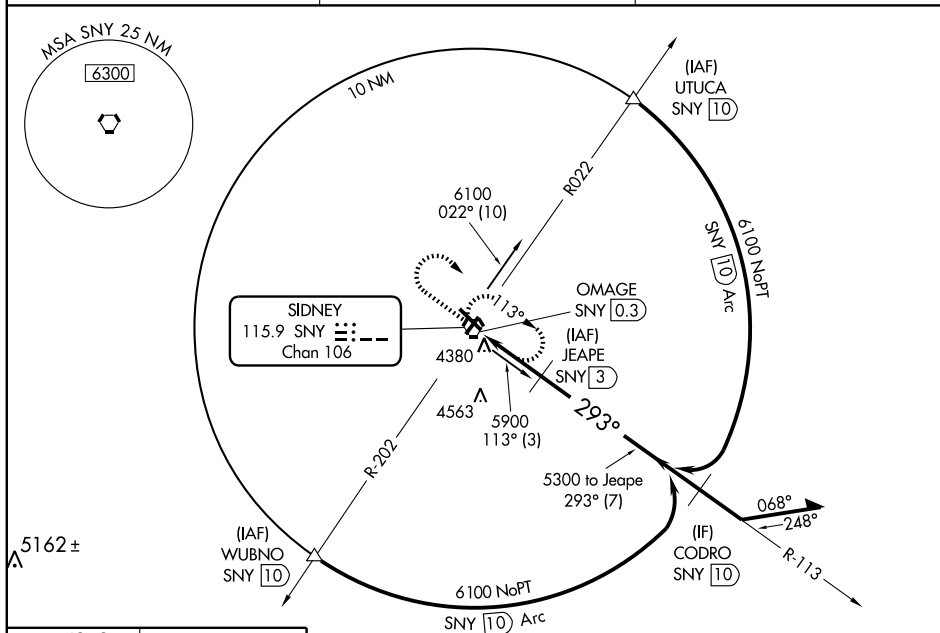 MSA SNY 25 NM
6300
10 NM
(IAF)
UTUCA
SNY 10
R022
6100
022° (10)
6100 NoPT
SNY 10 Arc
113°
OMAGE
SNY 0.3
SIDNEY
115.9 SNY
Chan 106
(IAF)
JEAPE
SNY 3
4380
4563
5900
113° (3)
293°
R-202
5300 to Jeape
293° (7)
068°
248°
(IF)
CODRO
SNY 10
R-113
(IAF)
WUBNO
SNY 10
5162 ±
6100 NoPT
SNY 10 Arc